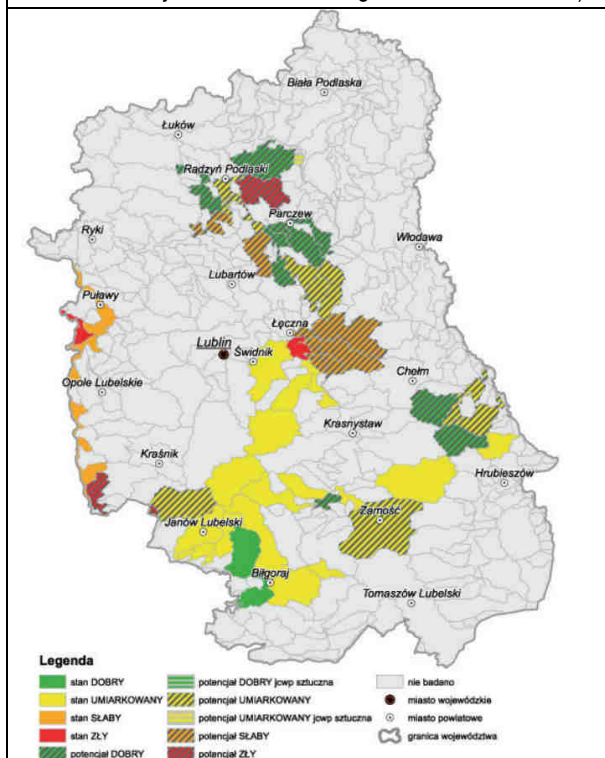 Biała Podlaska
Łuków
Radzyń Podlaski
Parczew
Ryki
Włodawa
Lubartów
Puławy
Łęczna
Lublin
Świdnik
Chełm
Opole Lubelskie
Krasnystaw
Kraśnik
Hrubieszów
Zamość
Janów Lubelski
Biłgoraj
Tomaszów Lubelski
Legenda
stan DOBRY
stan UMIARKOWANY
stan SŁABY
stan ZŁY
potencjał DOBRY
potencjał DOBRY jcwp sztuczna
potencjał UMIARKOWANY
potencjał UMIARKOWANY jcwp sztuczna
potencjał SŁABY
potencjał ZŁY
nie badano
miasto wojewódzkie
miasto powiatowe
granica województwa